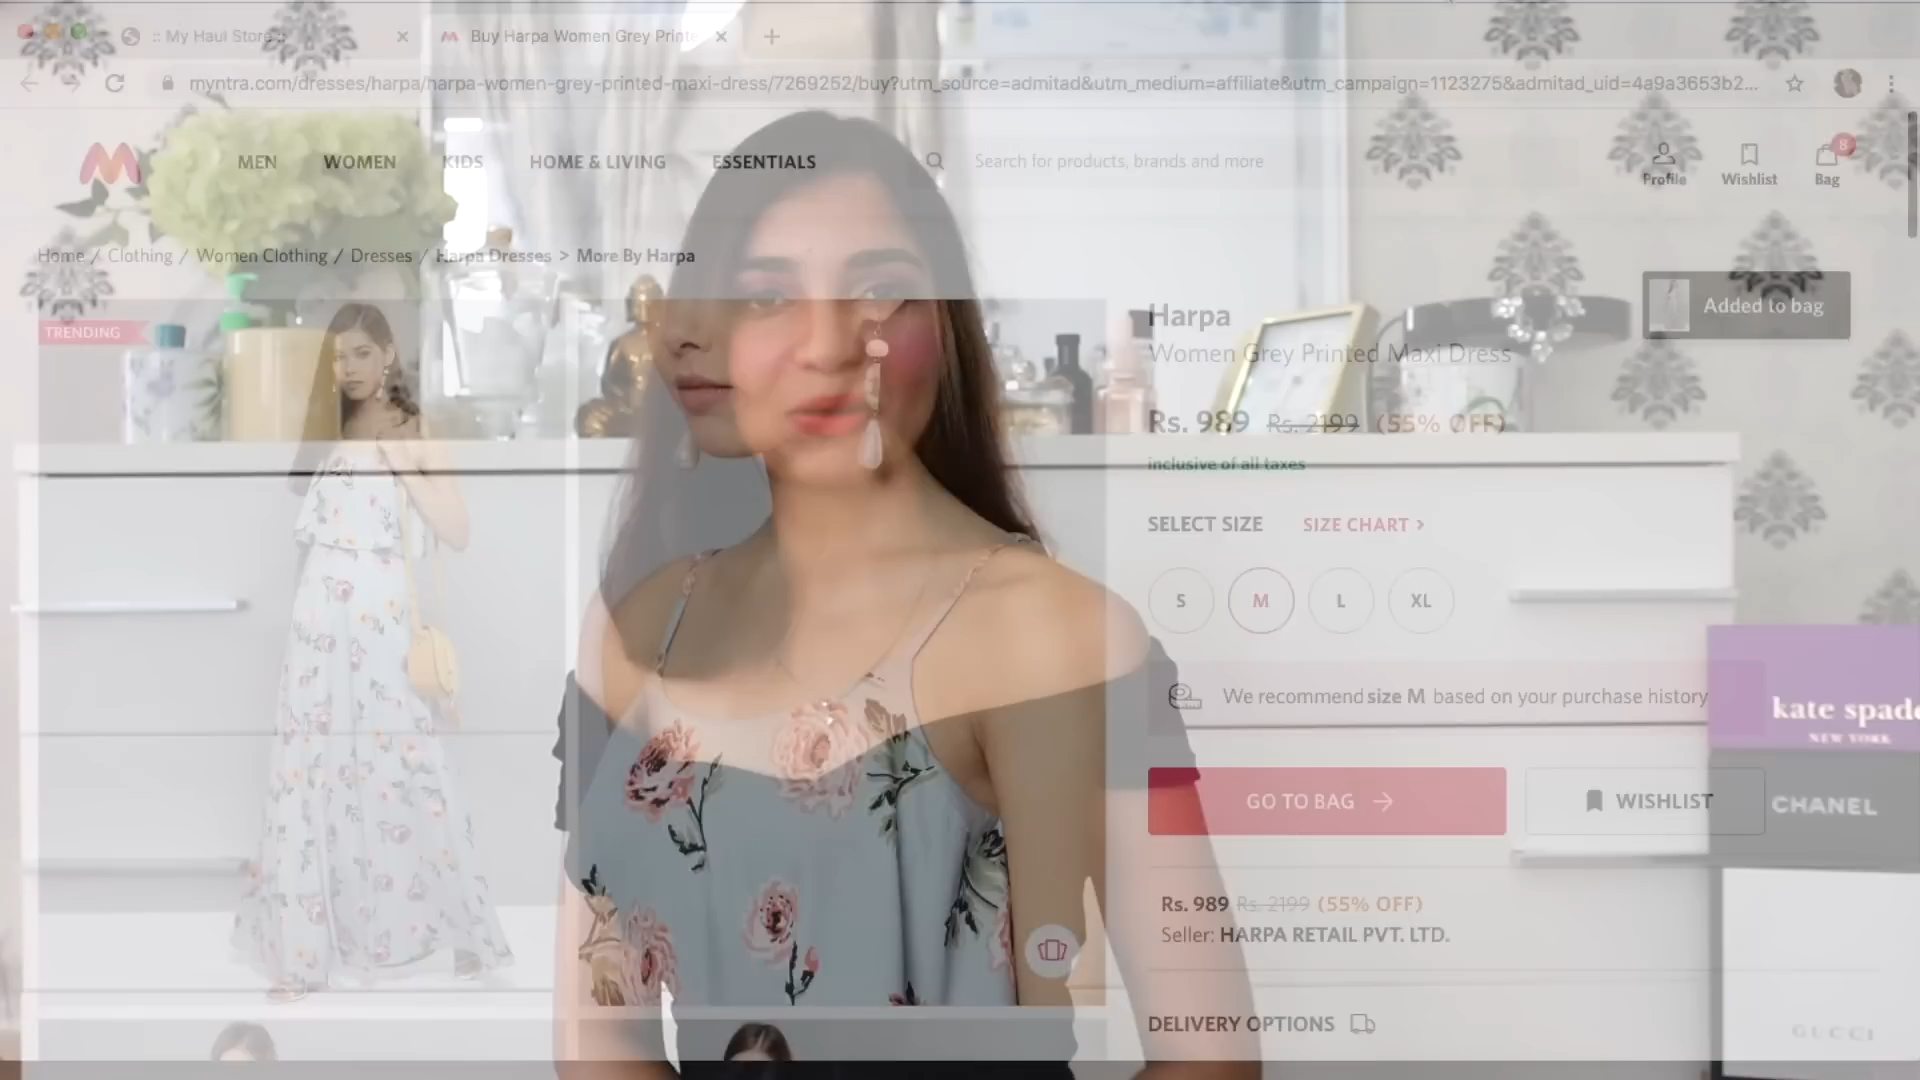 :: My Haul Store ::
Buy Harpa Women Grey Printe
myntra.com/dresses/harpa/harpa-women-grey-printed-maxi-dress/7269252/buy?utm_source=admitad&utm_medium=affiliate&utm_campaign=1123275&admitad_uid=4a9a3653b2...
MEN WOMEN KIDS HOME & LIVING ESSENTIALS
Search for products, brands and more
8
Profile Wishlist Bag
Home / Clothing / Women Clothing / Dresses / Harpa Dresses > More By Harpa
TRENDING
Added to bag
Harpa
Women Grey Printed Maxi Dress
Rs. 989 Rs. 2199 (55% OFF)
inclusive of all taxes
SELECT SIZE SIZE CHART >
S M L XL
We recommend size M based on your purchase history
GO TO BAG
WISHLIST
Rs. 989 Rs. 2199 (55% OFF)
Seller: HARPA RETAIL PVT. LTD.
DELIVERY OPTIONS
kate spade
NEW YORK
CHANEL
GUCCI